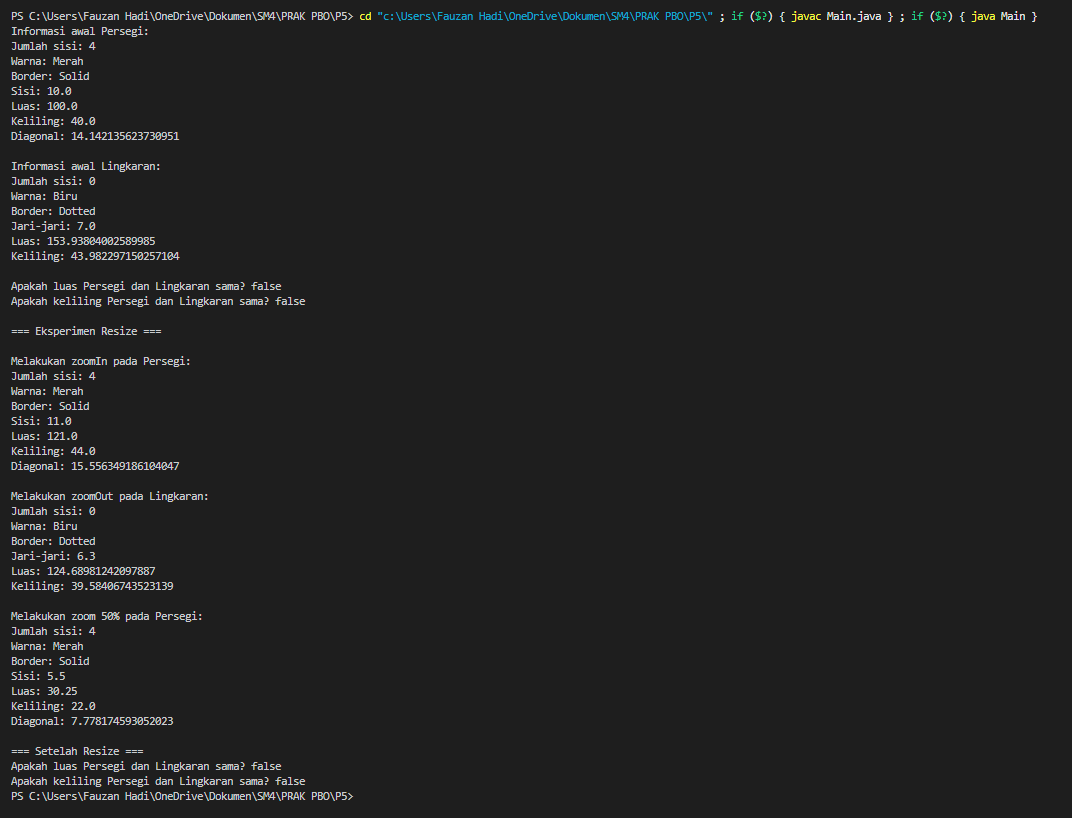 PS C:\Users\Fauzan Hadi\OneDrive\Dokumen\SM4\PRAK PBO\P5> cd "c:\Users\Fauzan Hadi\OneDrive\Dokumen\SM4\PRAK PBO\P5\" ; if ($?) { javac Main.java } ; if ($?) { java Main }
Informasi awal Persegi:
Jumlah sisi: 4
Warna: Merah
Border: Solid
Sisi: 10.0
Luas: 100.0
Keliling: 40.0
Diagonal: 14.142135623730951
Informasi awal Lingkaran:
Jumlah sisi: 0
Warna: Biru
Border: Dotted
Jari-jari: 7.0
Luas: 153.93804002589985
Keliling: 43.982297150257104
Apakah luas Persegi dan Lingkaran sama? false
Apakah keliling Persegi dan Lingkaran sama? false
=== Eksperimen Resize ===
Melakukan zoomIn pada Persegi:
Jumlah sisi: 4
Warna: Merah
Border: Solid
Sisi: 11.0
Luas: 121.0
Keliling: 44.0
Diagonal: 15.556349186104047
Melakukan zoomOut pada Lingkaran:
Jumlah sisi: 0
Warna: Biru
Border: Dotted
Jari-jari: 6.3
Luas: 124.68981242097887
Keliling: 39.58406743523139
Melakukan zoom 50% pada Persegi:
Jumlah sisi: 4
Warna: Merah
Border: Solid
Sisi: 5.5
Luas: 30.25
Keliling: 22.0
Diagonal: 7.778174593052023
=== Setelah Resize ===
Apakah luas Persegi dan Lingkaran sama? false
Apakah keliling Persegi dan Lingkaran sama? false
PS C:\Users\Fauzan Hadi\OneDrive\Dokumen\SM4\PRAK PBO\P5>